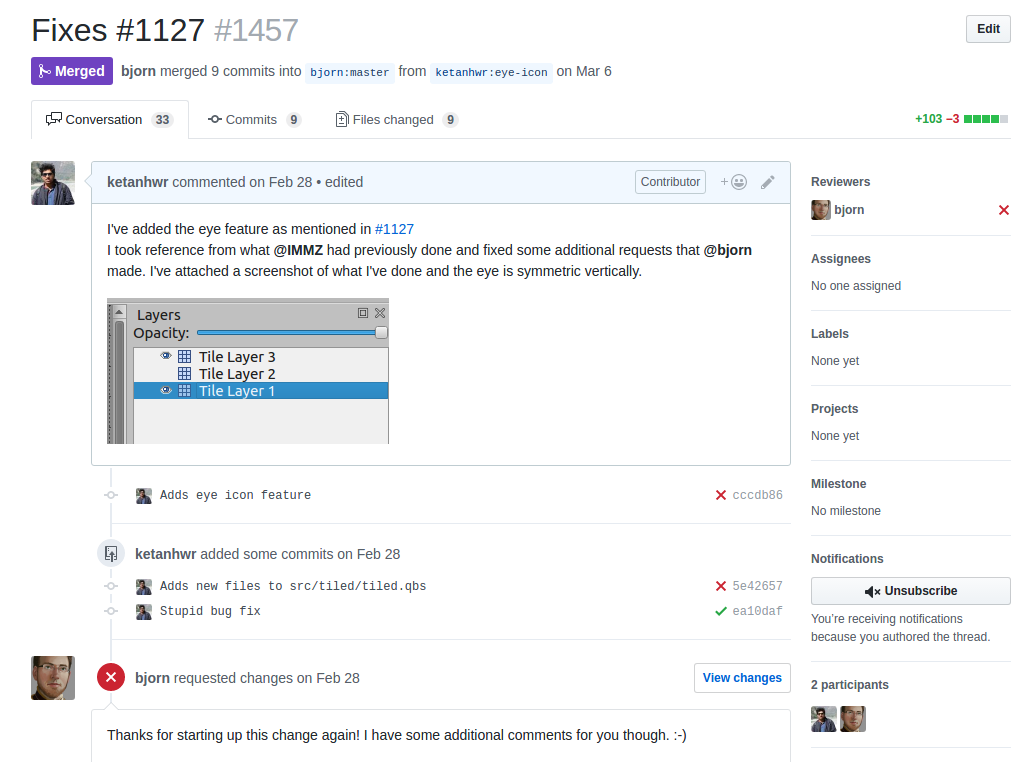 Fixes #1127 #1457
Edit
Merged bjorn merged 9 commits into bjorn:master from ketanhwr:eye-icon on Mar 6
Conversation 33 Commits 9 Files changed 9 +103 −3
ketanhwr commented on Feb 28 • edited Contributor +
I've added the eye feature as mentioned in #1127
I took reference from what @IMMZ had previously done and fixed some additional requests that @bjorn
made. I've attached a screenshot of what I've done and the eye is symmetric vertically.
Layers
Opacity:
Tile Layer 3
Tile Layer 2
Tile Layer 1
Adds eye icon feature cccdb86
ketanhwr added some commits on Feb 28
Adds new files to src/tiled/tiled.qbs 5e42657
Stupid bug fix ea10daf
bjorn requested changes on Feb 28 View changes
Thanks for starting up this change again! I have some additional comments for you though. :-)
Reviewers
bjorn
Assignees
No one assigned
Labels
None yet
Projects
None yet
Milestone
No milestone
Notifications
Unsubscribe
You're receiving notifications
because you authored the thread.
2 participants